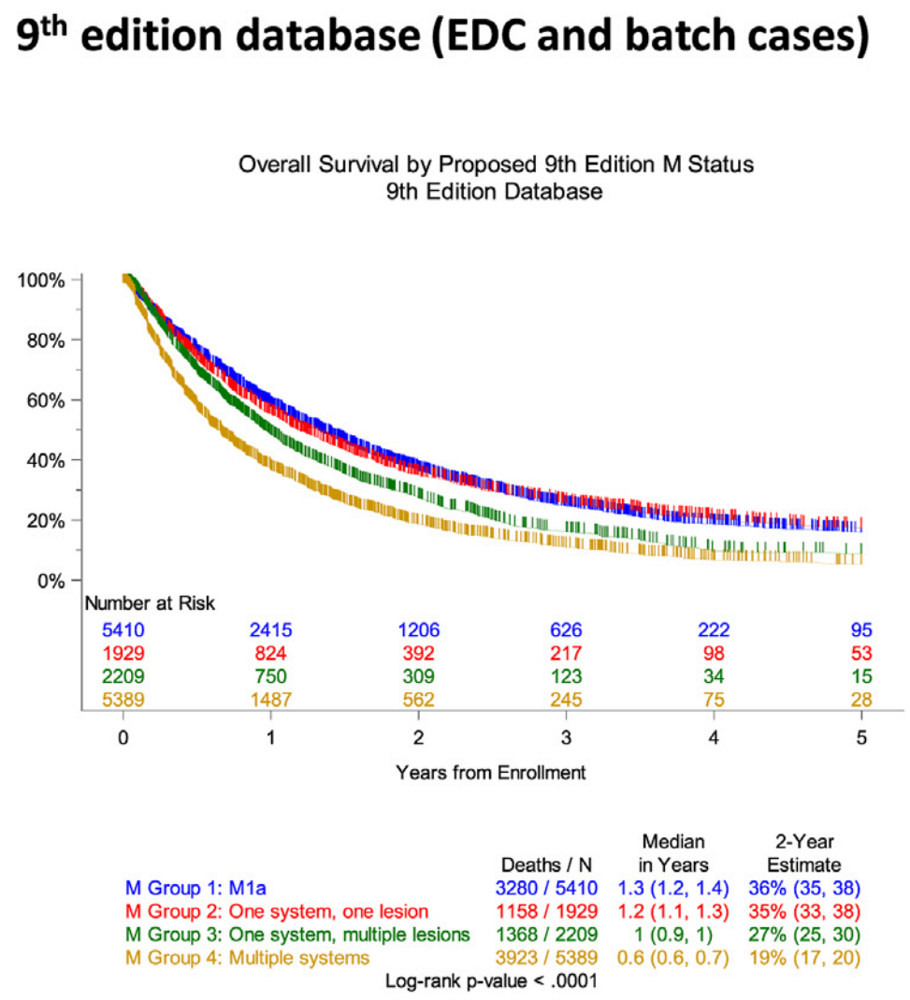 9th edition database (EDC and batch cases)
Overall Survival by Proposed 9th Edition M Status
9th Edition Database
100%
80%
60%
40%
20%
0%
Number at Risk
5410 2415 1206 626 222 95
1929 824 392 217 98 53
2209 750 309 123 34 15
5389 1487 562 245 75 28
0 1 2 3 4 5
Years from Enrollment
Median 2-Year
Deaths / N in Years Estimate
M Group 1: M1a 3280 / 5410 1.3 (1.2, 1.4) 36% (35, 38)
M Group 2: One system, one lesion 1158 / 1929 1.2 (1.1, 1.3) 35% (33, 38)
M Group 3: One system, multiple lesions 1368 / 2209 1 (0.9, 1) 27% (25, 30)
M Group 4: Multiple systems 3923 / 5389 0.6 (0.6, 0.7) 19% (17, 20)
Log-rank p-value < .0001